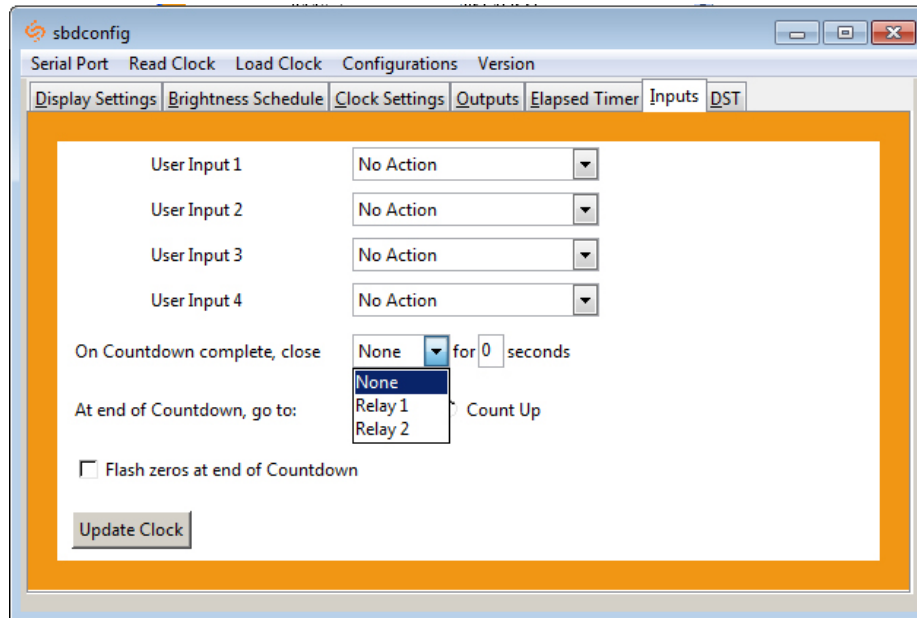 sbdconfig
Serial Port Read Clock Load Clock Configurations Version
Display Settings Brightness Schedule Clock Settings Outputs Elapsed Timer Inputs DST
User Input 1 No Action
User Input 2 No Action
User Input 3 No Action
User Input 4 No Action
On Countdown complete, close None for 0 seconds
None
At end of Countdown, go to: Relay 1 Count Up
Relay 2
Flash zeros at end of Countdown
Update Clock